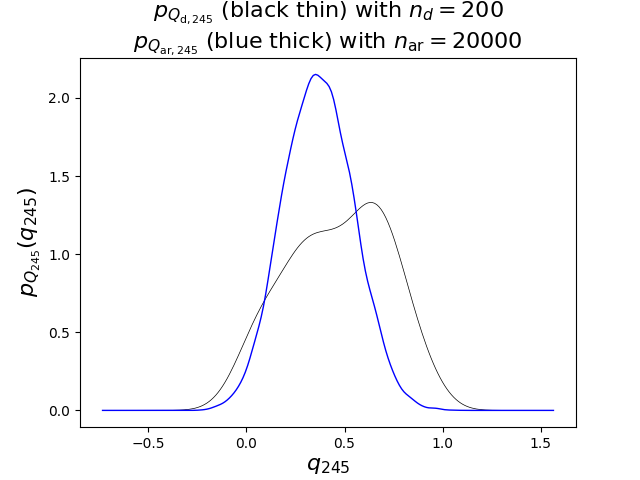 p_{Q_{d,245}} (black thin) with n_d = 200
p_{Q_{ar,245}} (blue thick) with n_{ar} = 20000
p_{Q_{245}}(q_{245})
2.0
1.5
1.0
0.5
0.0
−0.5 0.0 0.5 1.0 1.5
q_{245}